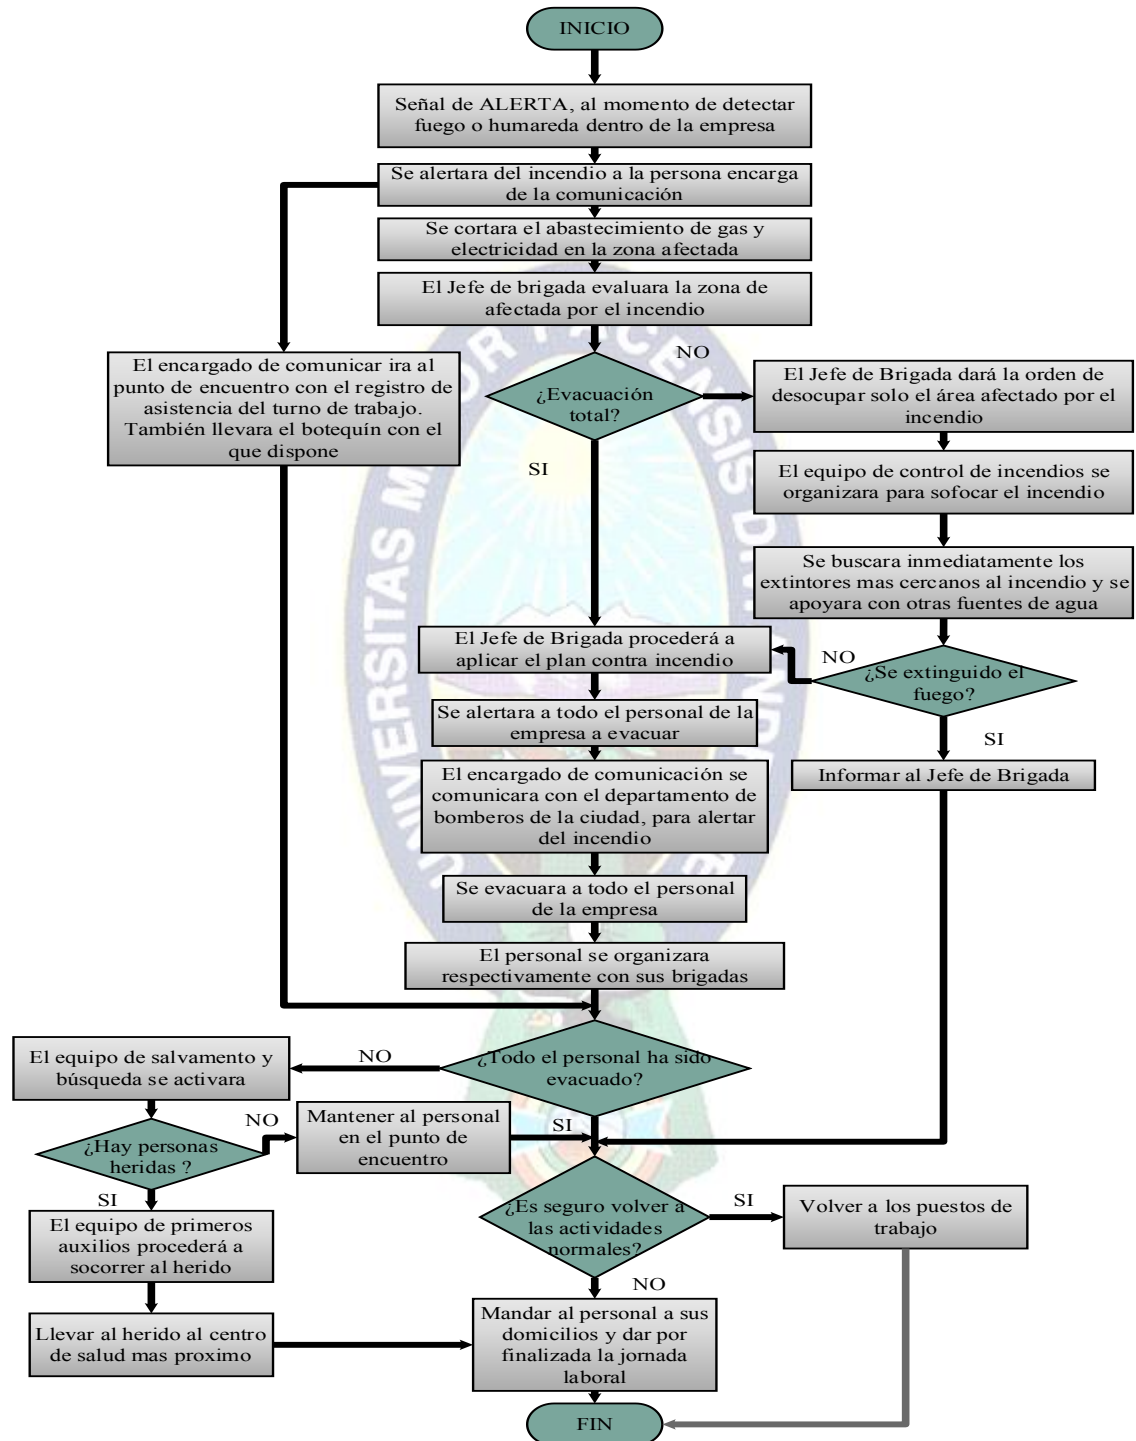 INICIO
Señal de ALERTA, al momento de detectar
fuego o humareda dentro de la empresa
Se alertara del incendio a la persona encarga
de la comunicación
Se cortara el abastecimiento de gas y
electricidad en la zona afectada
El Jefe de brigada evaluara la zona de
afectada por el incendio
El encargado de comunicar ira al
punto de encuentro con el registro de
asistencia del turno de trabajo.
También llevara el botequín con el
que dispone
¿Evacuación
total?
NO
SI
El Jefe de Brigada dará la orden de
desocupar solo el área afectado por el
incendio
El equipo de control de incendios se
organizara para sofocar el incendio
Se buscara inmediatamente los
extintores mas cercanos al incendio y se
apoyara con otras fuentes de agua
¿Se extinguido el
fuego?
NO
SI
Informar al Jefe de Brigada
El Jefe de Brigada procederá a
aplicar el plan contra incendio
Se alertara a todo el personal de la
empresa a evacuar
El encargado de comunicación se
comunicara con el departamento de
bomberos de la ciudad, para alertar
del incendio
Se evacuara a todo el personal
de la empresa
El personal se organizara
respectivamente con sus brigadas
¿Todo el personal ha sido
evacuado?
NO
SI
El equipo de salvamento y
búsqueda se activara
¿Hay personas
heridas ?
NO
SI
Mantener al personal
en el punto de
encuentro
El equipo de primeros
auxilios procederá a
socorrer al herido
Llevar al herido al centro
de salud mas proximo
¿Es seguro volver a
las actividades
normales?
SI
NO
Volver a los puestos de
trabajo
Mandar al personal a sus
domicilios y dar por
finalizada la jornada
laboral
FIN
UNIVERSITAS